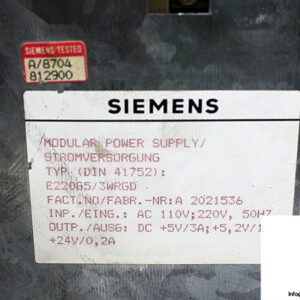 SIEMENS/TESTED
A/8704
812900
SIEMENS
MODULAR POWER SUPPLY/
STROMVERSORGUNG
TYP (DIN 41752):
E220G5/3WRGD
FACT.NO/FABR.-NR:A 2021536
INP./EING.: AC 110V;220V, 50HZ
OUTP./AUSG: DC +5V/3A;+5,2V/1
+24V/0,2A